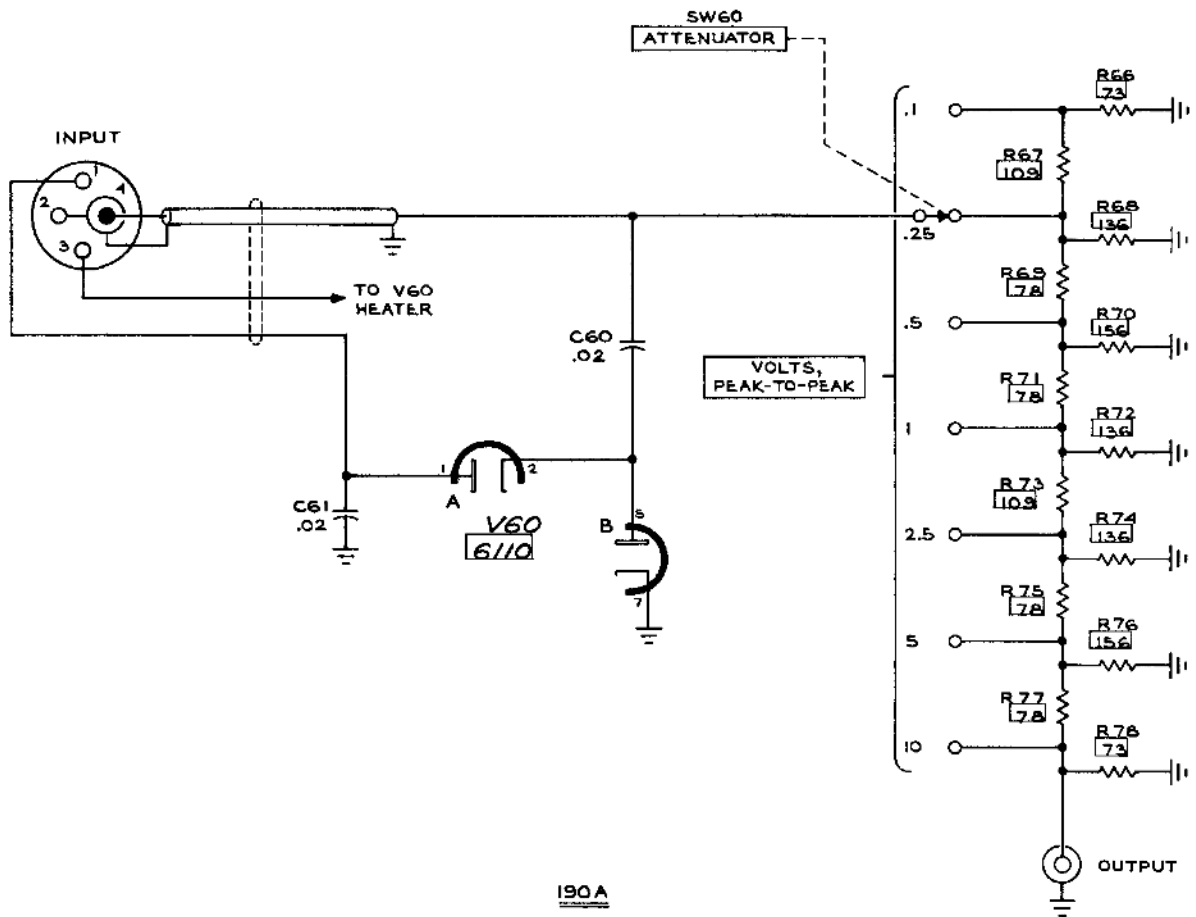 SW60
ATTENUATOR
INPUT
1
2
3
A
TO V60
HEATER
C60
.02
C61
.02
1
2
A
V60
6110
B
7
VOLTS,
PEAK-TO-PEAK
.1
.25
.5
1
2.5
5
10
R66
73
R67
109
R68
136
R69
78
R70
156
R71
78
R72
136
R73
109
R74
136
R75
78
R76
156
R77
78
R78
73
OUTPUT
190A